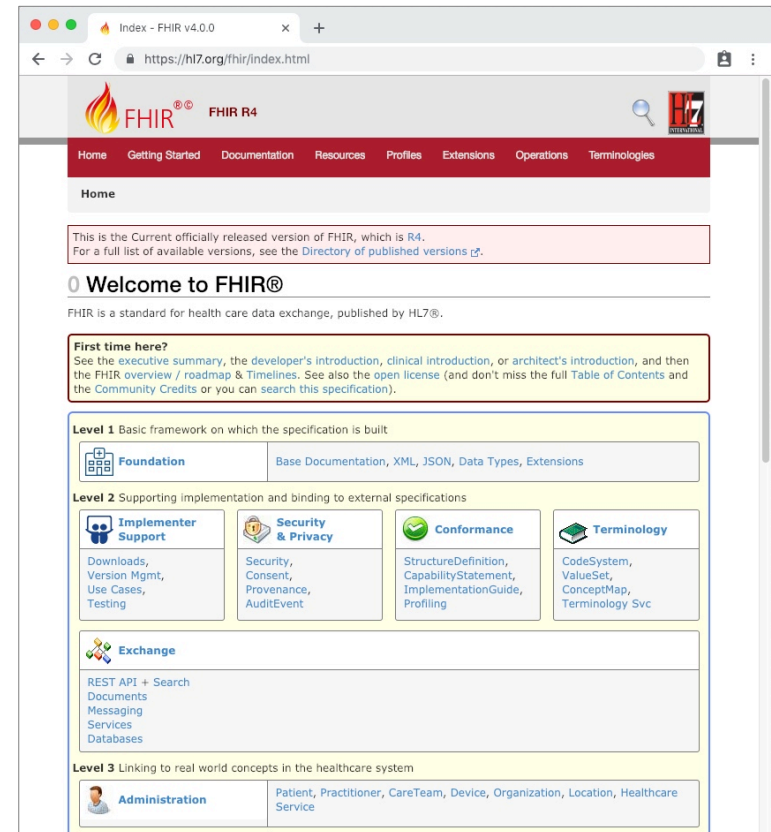 Index - FHIR v4.0.0
https://hl7.org/fhir/index.html
FHIR®© FHIR R4
HL7
INTERNATIONAL
Home Getting Started Documentation Resources Profiles Extensions Operations Terminologies
Home
This is the Current officially released version of FHIR, which is R4.
For a full list of available versions, see the Directory of published versions.
0 Welcome to FHIR®
FHIR is a standard for health care data exchange, published by HL7®.
First time here?
See the executive summary, the developer's introduction, clinical introduction, or architect's introduction, and then
the FHIR overview / roadmap & Timelines. See also the open license (and don't miss the full Table of Contents and
the Community Credits or you can search this specification).
Level 1 Basic framework on which the specification is built
Foundation
Base Documentation, XML, JSON, Data Types, Extensions
Level 2 Supporting implementation and binding to external specifications
Implementer
Support
Downloads,
Version Mgmt,
Use Cases,
Testing
Security
& Privacy
Security,
Consent,
Provenance,
AuditEvent
Conformance
StructureDefinition,
CapabilityStatement,
ImplementationGuide,
Profiling
Terminology
CodeSystem,
ValueSet,
ConceptMap,
Terminology Svc
Exchange
REST API + Search
Documents
Messaging
Services
Databases
Level 3 Linking to real world concepts in the healthcare system
Administration
Patient, Practitioner, CareTeam, Device, Organization, Location, Healthcare
Service